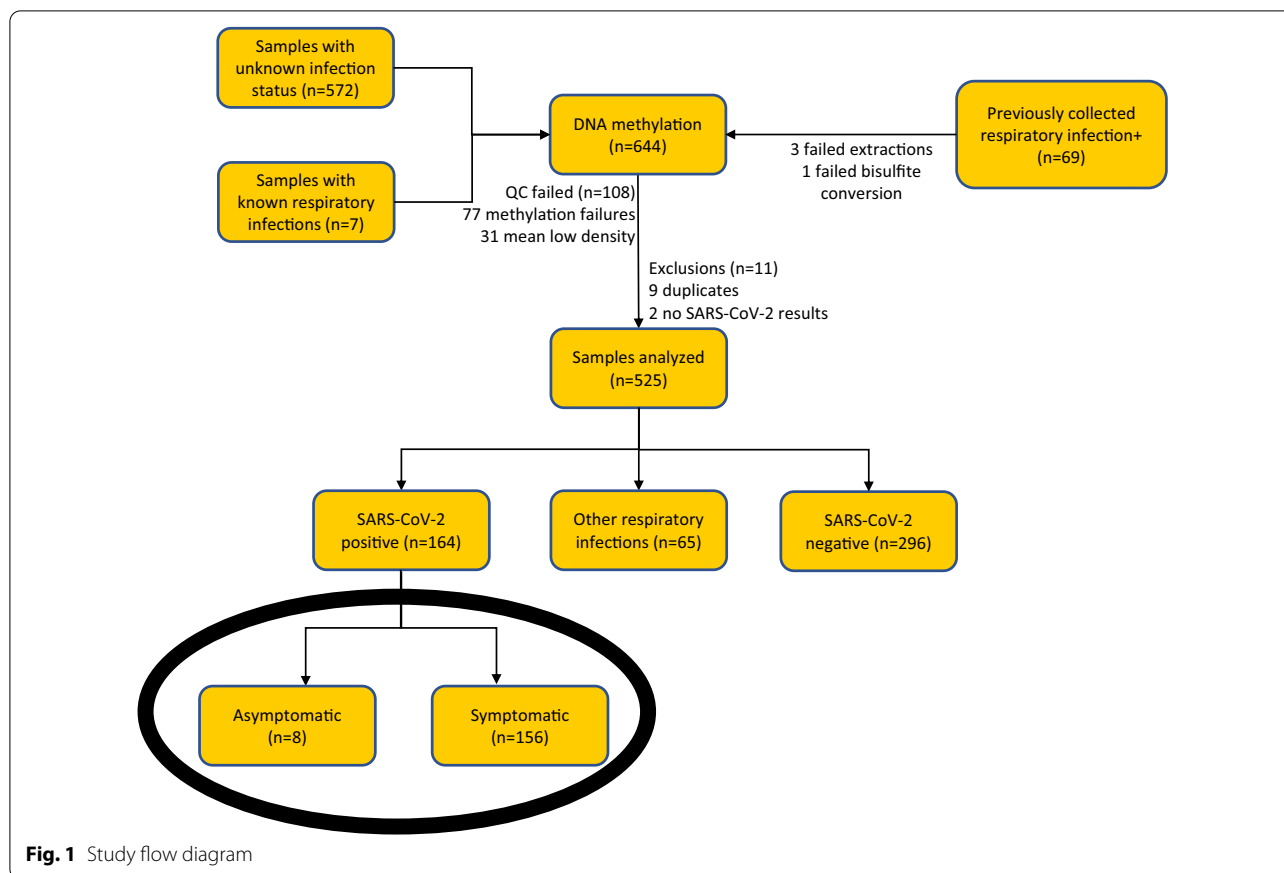 Samples with
unknown infection
status (n=572)
Samples with
known respiratory
infections (n=7)
DNA methylation
(n=644)
Previously collected
respiratory infection+
(n=69)
3 failed extractions
1 failed bisulfite
conversion
QC failed (n=108)
77 methylation failures
31 mean low density
Exclusions (n=11)
9 duplicates
2 no SARS-CoV-2 results
Samples analyzed
(n=525)
SARS-CoV-2
positive (n=164)
Other respiratory
infections (n=65)
SARS-CoV-2
negative (n=296)
Asymptomatic
(n=8)
Symptomatic
(n=156)
Fig. 1 Study flow diagram